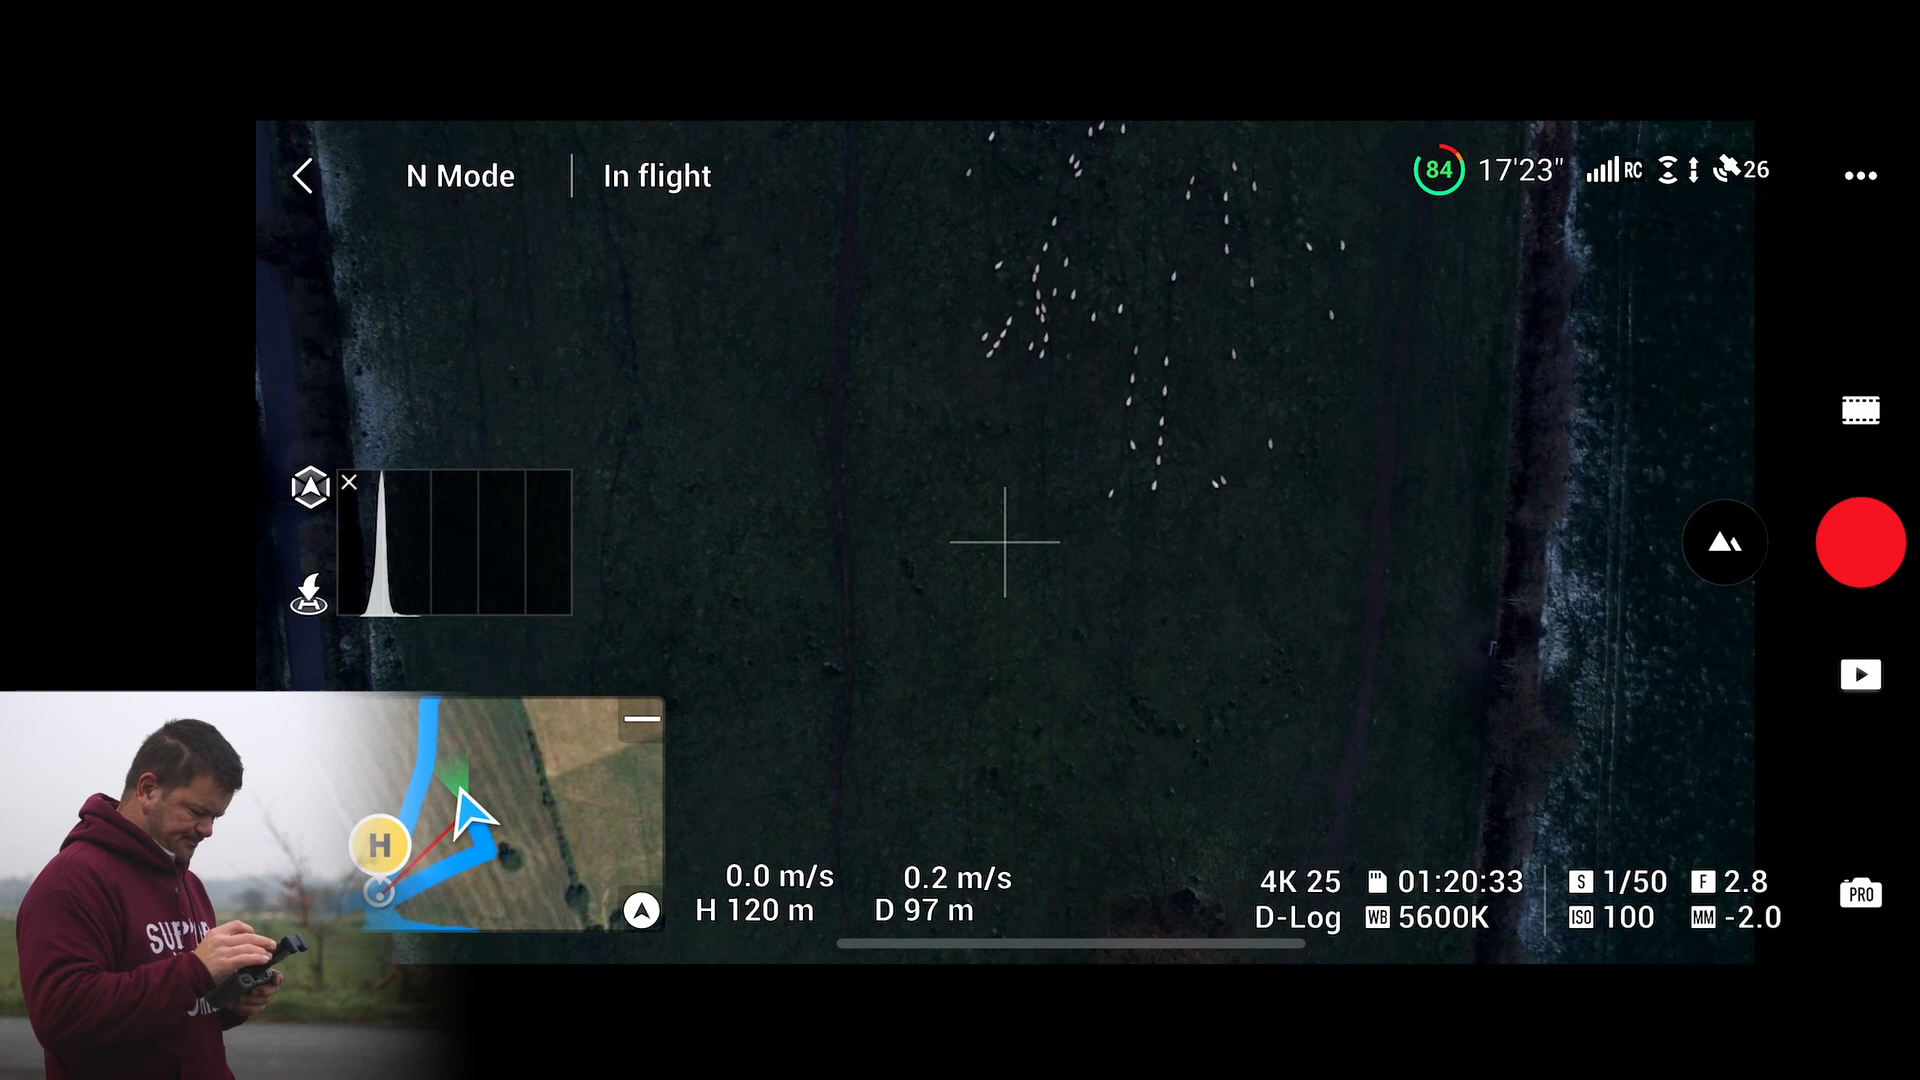 N Mode
In flight
84
17'23"
RC
26
H
0.0 m/s
0.2 m/s
H 120 m
D 97 m
4K 25
01:20:33
S 1/50
F 2.8
D-Log
WB 5600K
ISO 100
MM -2.0
PRO